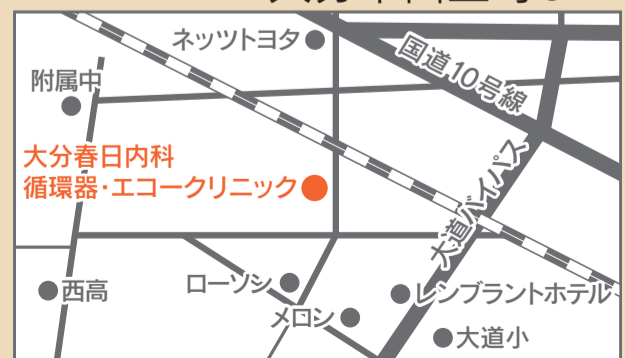 ネッツトヨタ
国道10号線
附属中
大分春日内科
循環器・エコークリニック
大道バイパス
西高
ローソン
レンブラントホテル
メロン
大道小